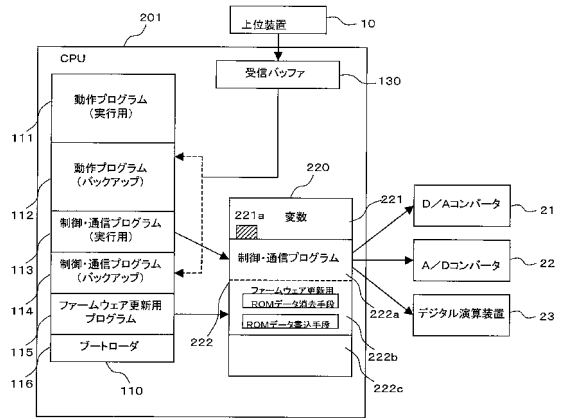 201
上位装置
10
CPU
受信バッファ
130
動作プログラム
(実行用)
111
動作プログラム
(バックアップ)
112
制御・通信プログラム
(実行用)
113
制御・通信プログラム
(バックアップ)
114
ファームウェア更新用
プログラム
115
ブートローダ
116
110
220
221
221a
変数
制御・通信プログラム
222
222a
ファームウェア更新用
ROMデータ消去手段
ROMデータ書込手段
222b
222c
D/Aコンバータ
21
A/Dコンバータ
22
デジタル演算装置
23